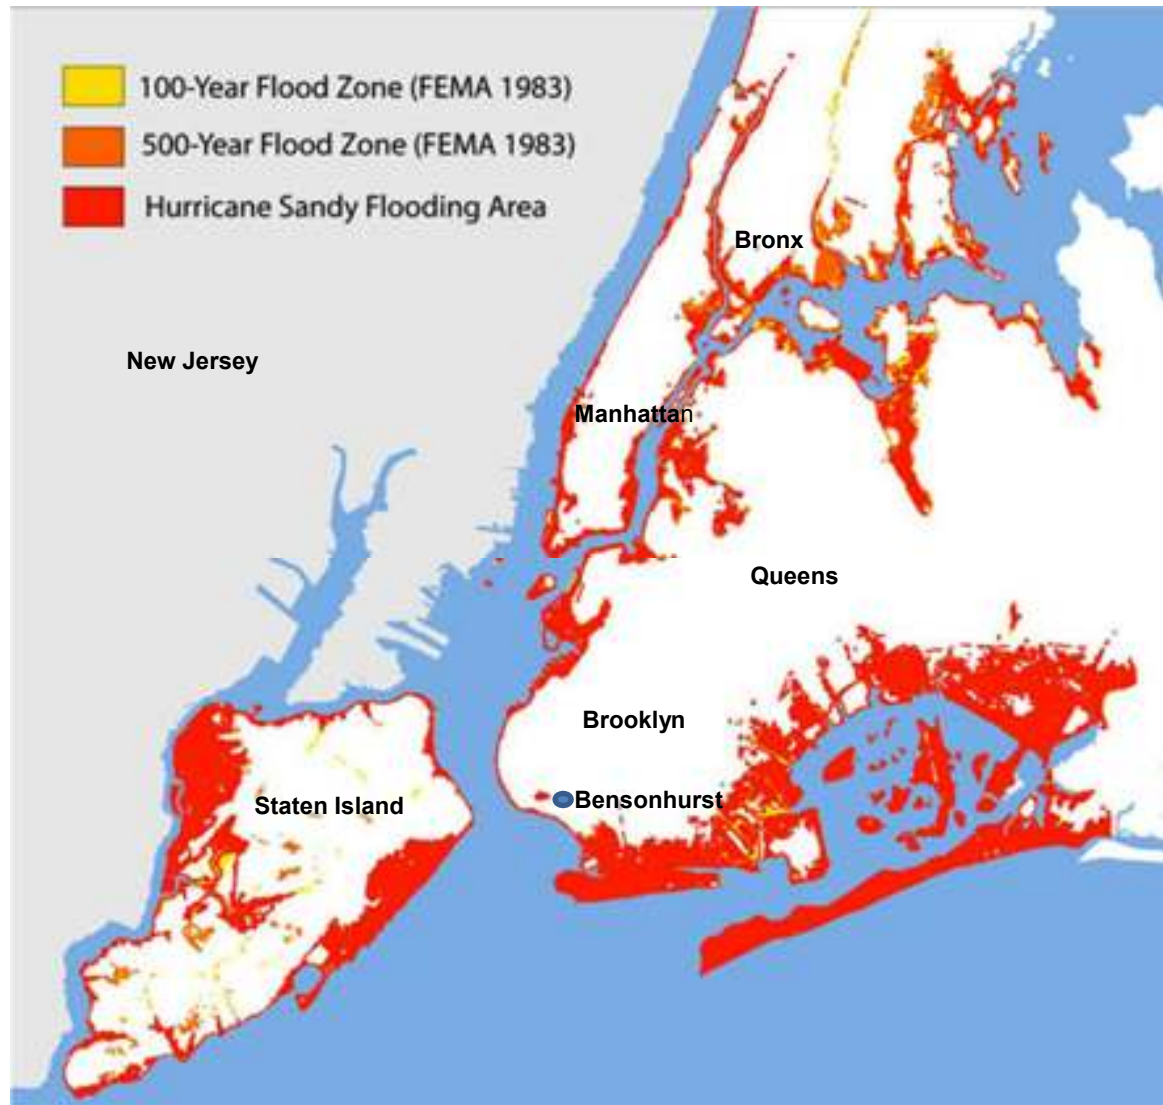 100-Year Flood Zone (FEMA 1983)
500-Year Flood Zone (FEMA 1983)
Hurricane Sandy Flooding Area
Bronx
New Jersey
Manhattan
Queens
Brooklyn
Bensonhurst
Staten Island